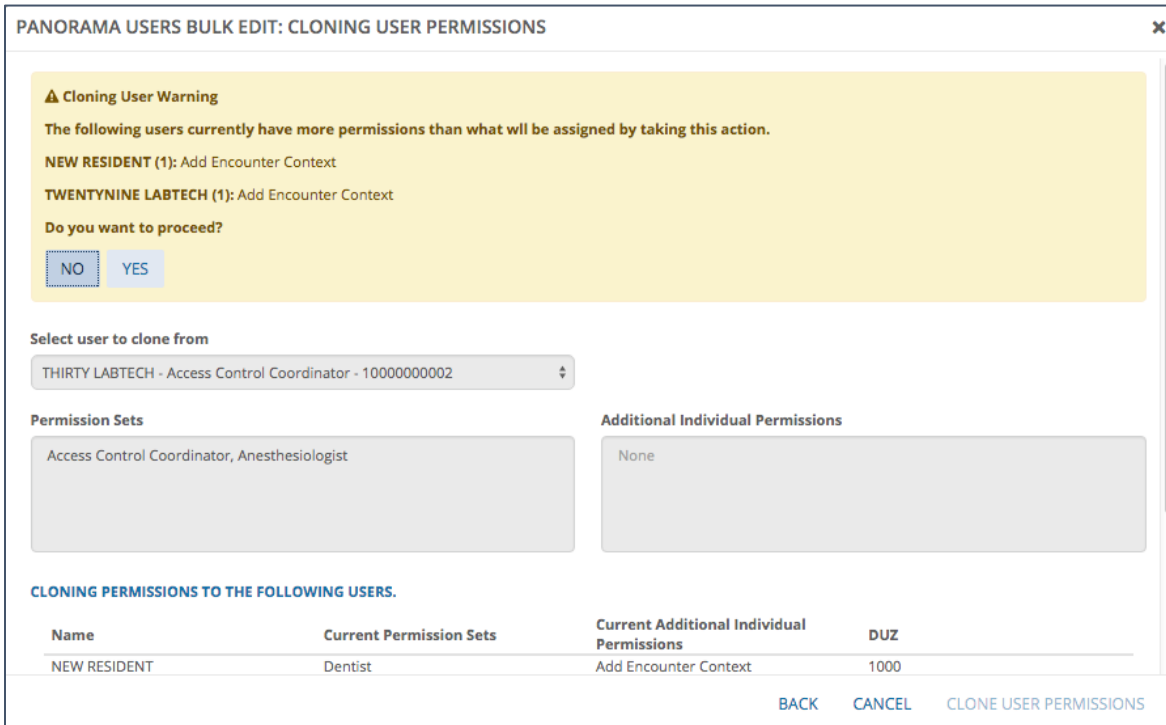 PANORAMA USERS BULK EDIT: CLONING USER PERMISSIONS
Cloning User Warning
The following users currently have more permissions than what wll be assigned by taking this action.
NEW RESIDENT (1): Add Encounter Context
TWENTYNINE LABTECH (1): Add Encounter Context
Do you want to proceed?
NO YES
Select user to clone from
THIRTY LABTECH - Access Control Coordinator - 10000000002
Permission Sets Additional Individual Permissions
Access Control Coordinator, Anesthesiologist None
CLONING PERMISSIONS TO THE FOLLOWING USERS.
Name Current Permission Sets Current Additional Individual Permissions DUZ
NEW RESIDENT Dentist Add Encounter Context 1000
BACK CANCEL CLONE USER PERMISSIONS